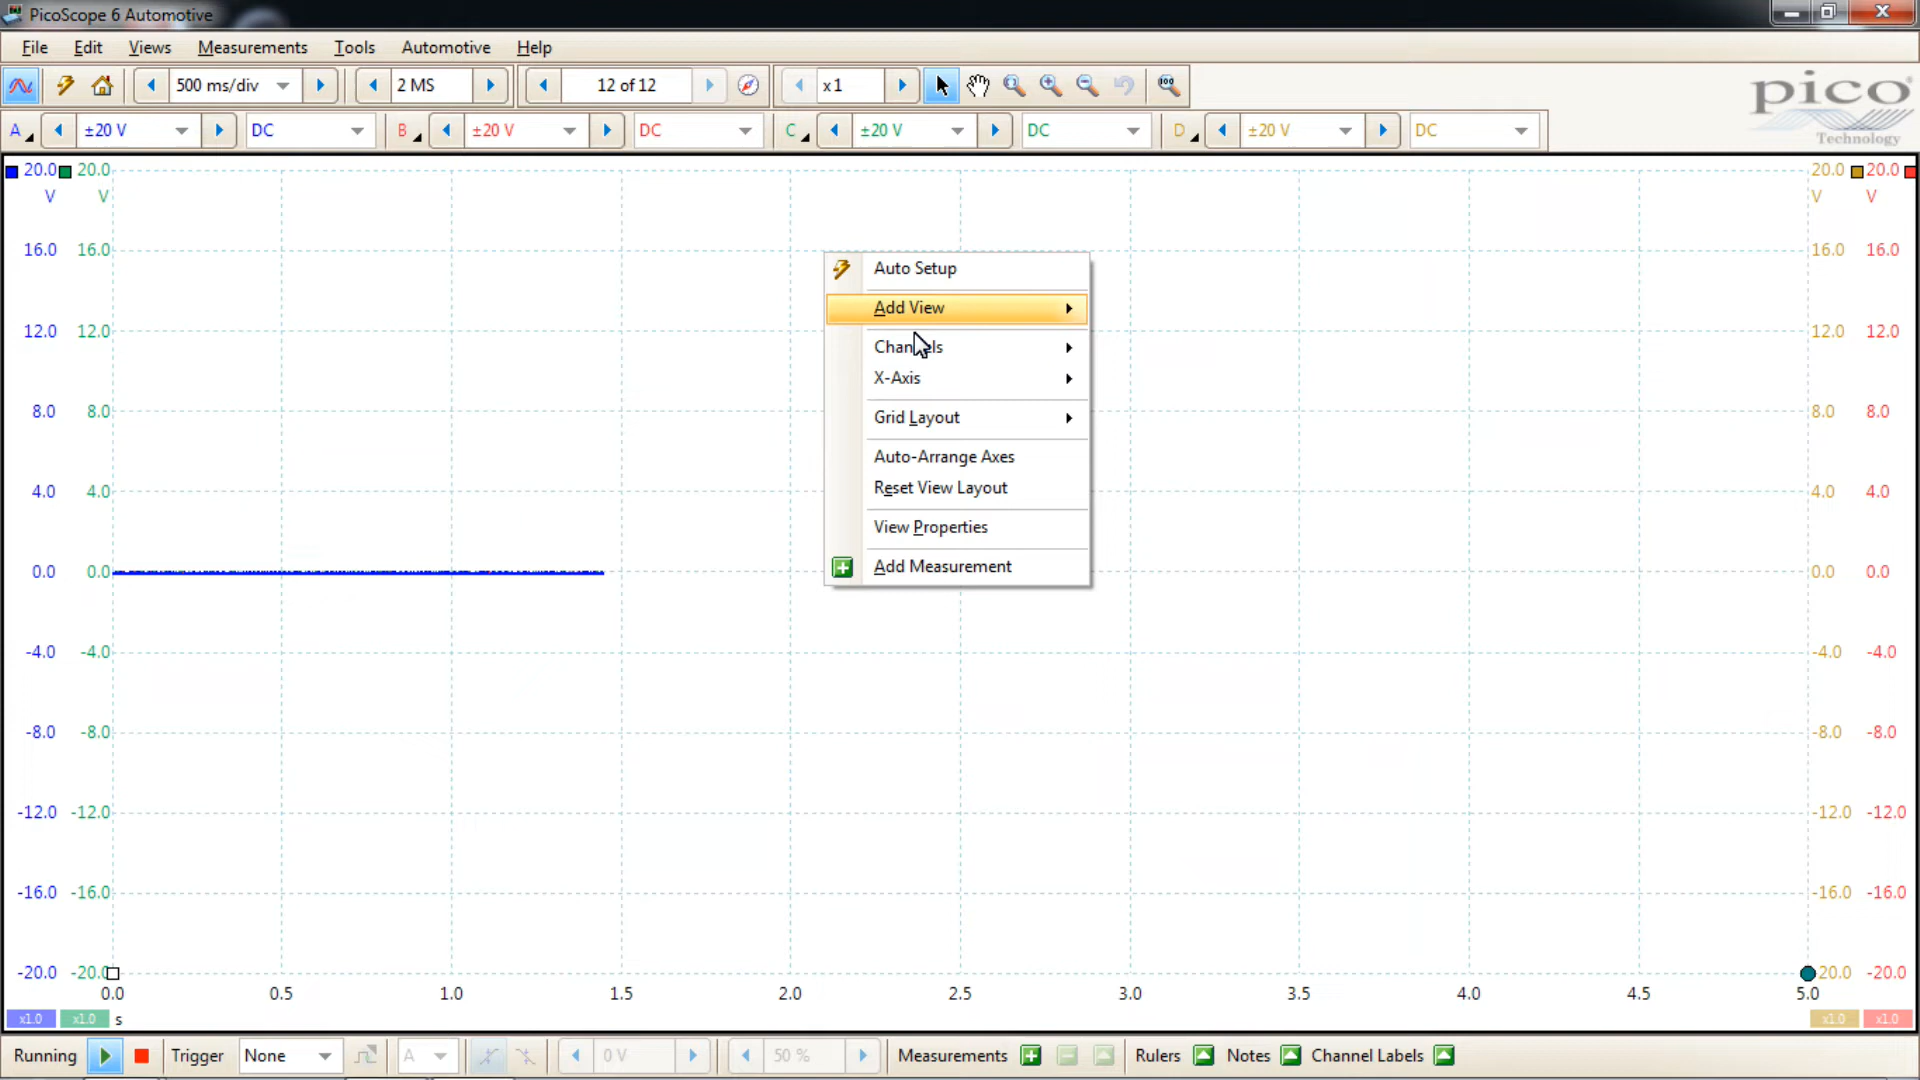 PicoScope 6 Automotive
File Edit Views Measurements Tools Automotive Help
500 ms/div 2 MS 12 of 12 x1 100
A ±20 V DC B ±20 V DC C ±20 V DC D ±20 V DC
pico
Technology
20.0 20.0 20.0 20.0
V V V V
16.0 16.0 16.0 16.0
12.0 12.0 12.0 12.0
8.0 8.0 8.0 8.0
4.0 4.0 4.0 4.0
0.0 0.0 0.0 0.0
-4.0 -4.0 -4.0 -4.0
-8.0 -8.0 -8.0 -8.0
-12.0 -12.0 -12.0 -12.0
-16.0 -16.0 -16.0 -16.0
-20.0 -20.0 20.0 -20.0
Auto Setup
Add View
Channels
X-Axis
Grid Layout
Auto-Arrange Axes
Reset View Layout
View Properties
Add Measurement
0.0 0.5 1.0 1.5 2.0 2.5 3.0 3.5 4.0 4.5 5.0
x1.0 x1.0 s x1.0 x1.0
Running Trigger None A 0 V 50 % Measurements Rulers Notes Channel Labels